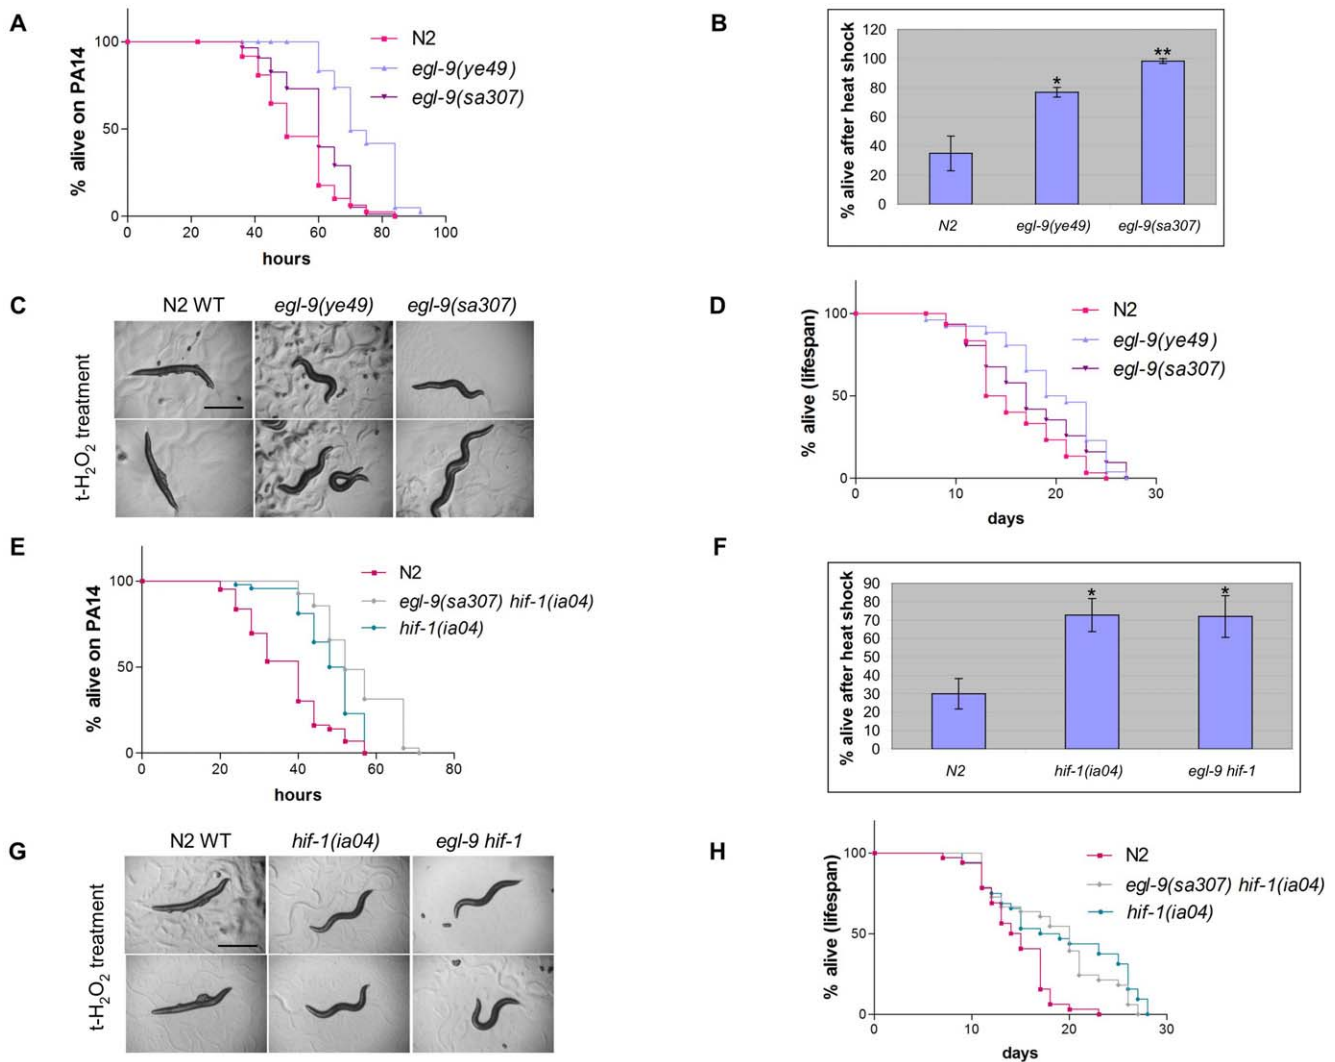 A
% alive on PA14
100
50
0
0 20 40 60 80 100
hours
N2
egl-9(ye49)
egl-9(sa307)
B
% alive after heat shock
120
100
80
60
40
20
0
*
**
N2 egl-9(ye49) egl-9(sa307)
C
N2 WT egl-9(ye49) egl-9(sa307)
t-H₂O₂ treatment
D
% alive (lifespan)
100
50
0
0 10 20 30
days
N2
egl-9(ye49)
egl-9(sa307)
E
% alive on PA14
100
50
0
0 20 40 60 80
hours
N2
egl-9(sa307) hif-1(ia04)
hif-1(ia04)
F
% alive after heat shock
90
80
70
60
50
40
30
20
10
0
* *
N2 hif-1(ia04) egl-9 hif-1
G
N2 WT hif-1(ia04) egl-9 hif-1
t-H₂O₂ treatment
H
% alive (lifespan)
100
50
0
0 10 20 30
days
N2
egl-9(sa307) hif-1(ia04)
hif-1(ia04)